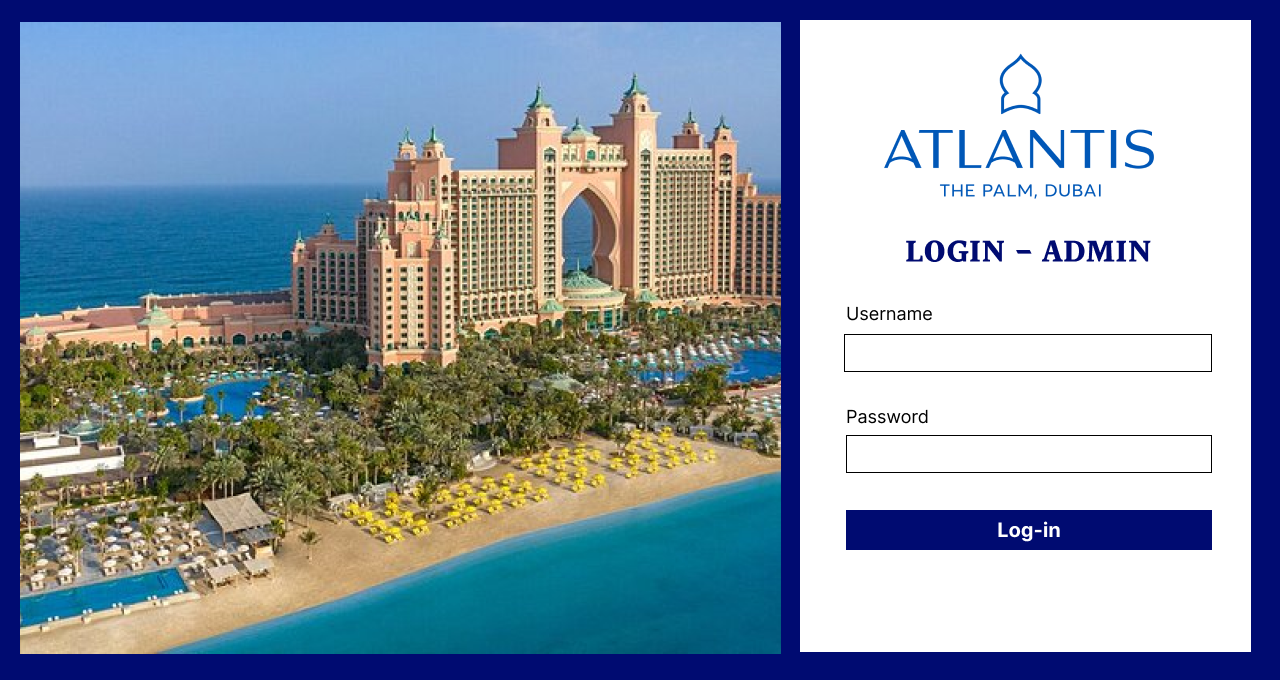 ATLANTIS
THE PALM, DUBAI
LOGIN – ADMIN
Username
Password
Log-in